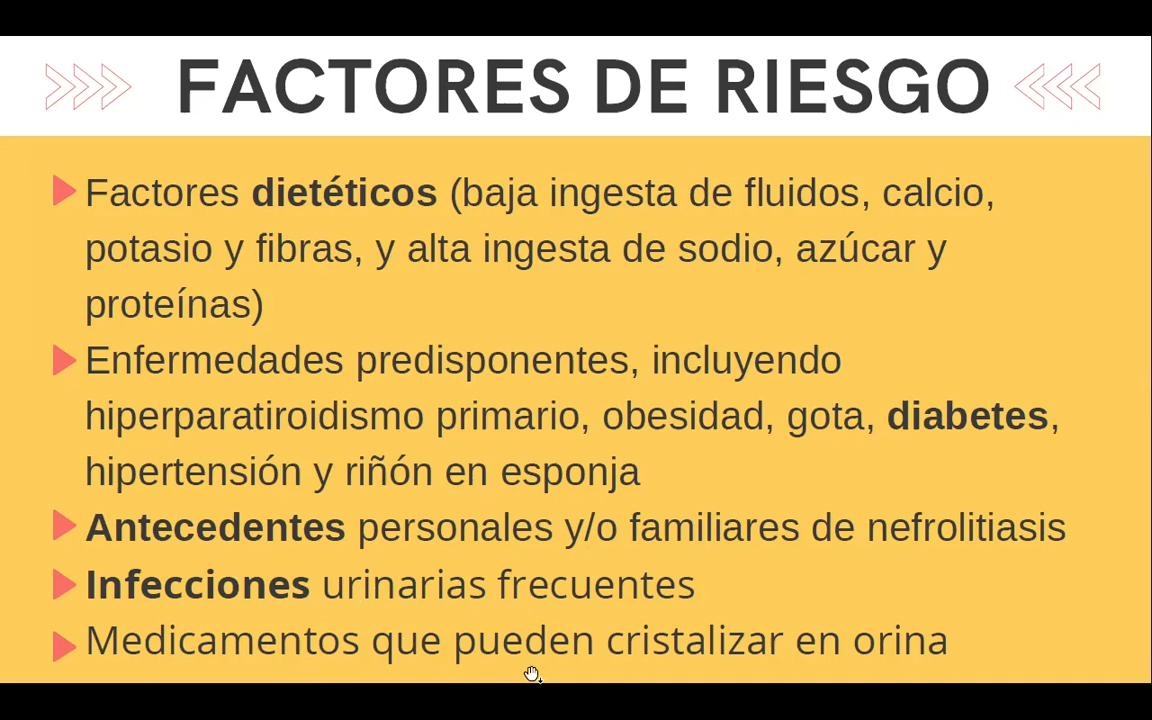 FACTORES DE RIESGO
Factores dietéticos (baja ingesta de fluidos, calcio,
potasio y fibras, y alta ingesta de sodio, azúcar y
proteínas)
Enfermedades predisponentes, incluyendo
hiperparatiroidismo primario, obesidad, gota, diabetes,
hipertensión y riñón en esponja
Antecedentes personales y/o familiares de nefrolitiasis
Infecciones urinarias frecuentes
Medicamentos que pueden cristalizar en orina